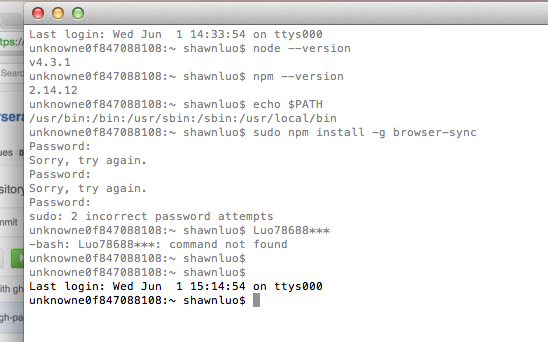 Last login: Wed Jun  1 14:33:54 on ttys000
unknowne0f847088108:~ shawnluo$ node --version
v4.3.1
unknowne0f847088108:~ shawnluo$ npm --version
2.14.12
unknowne0f847088108:~ shawnluo$ echo $PATH
/usr/bin:/bin:/usr/sbin:/sbin:/usr/local/bin
unknowne0f847088108:~ shawnluo$ sudo npm install -g browser-sync
Password:
Sorry, try again.
Password:
Sorry, try again.
Password:
sudo: 2 incorrect password attempts
unknowne0f847088108:~ shawnluo$ Luo78688***
-bash: Luo78688***: command not found
unknowne0f847088108:~ shawnluo$
unknowne0f847088108:~ shawnluo$
Last login: Wed Jun  1 15:14:54 on ttys000
unknowne0f847088108:~ shawnluo$
ttps://
Sear
sera
ues 0
sitory
mmit
ith gh
gh-pa